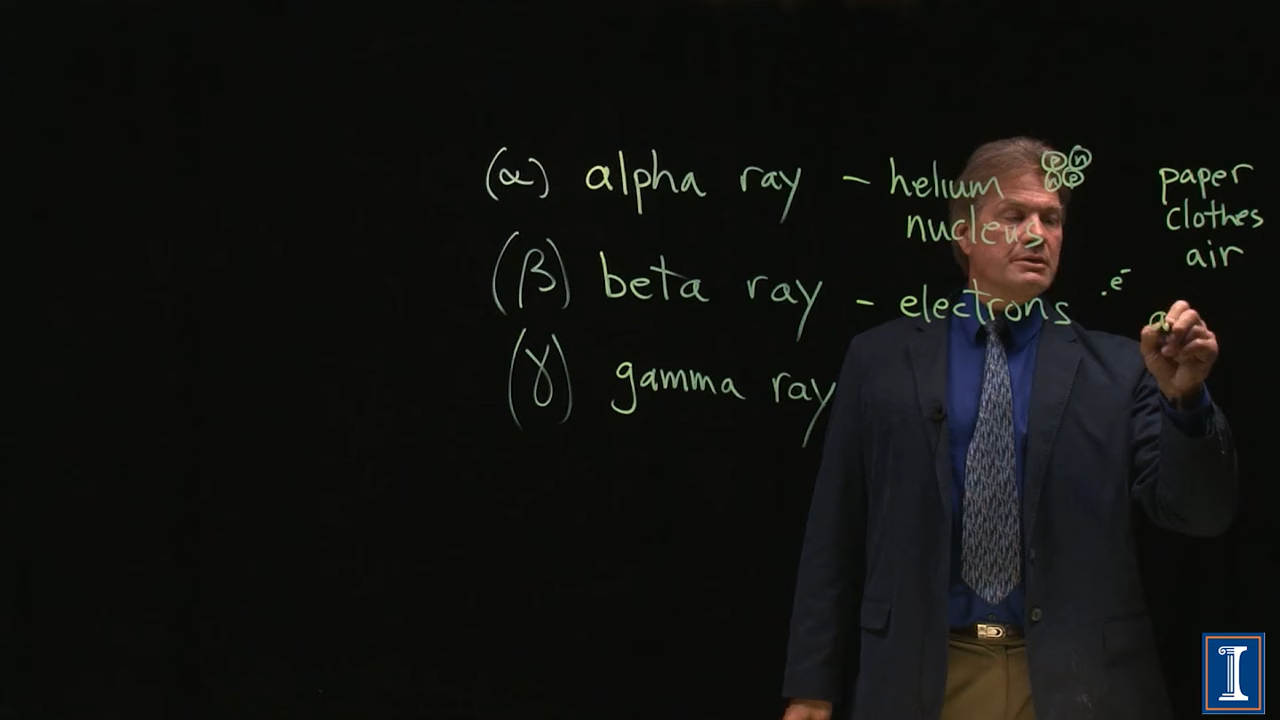 (α) alpha ray – helium nucleus
p n
n p
paper
clothes
air
(β) beta ray – electrons .e⁻
a
(γ) gamma ray
I